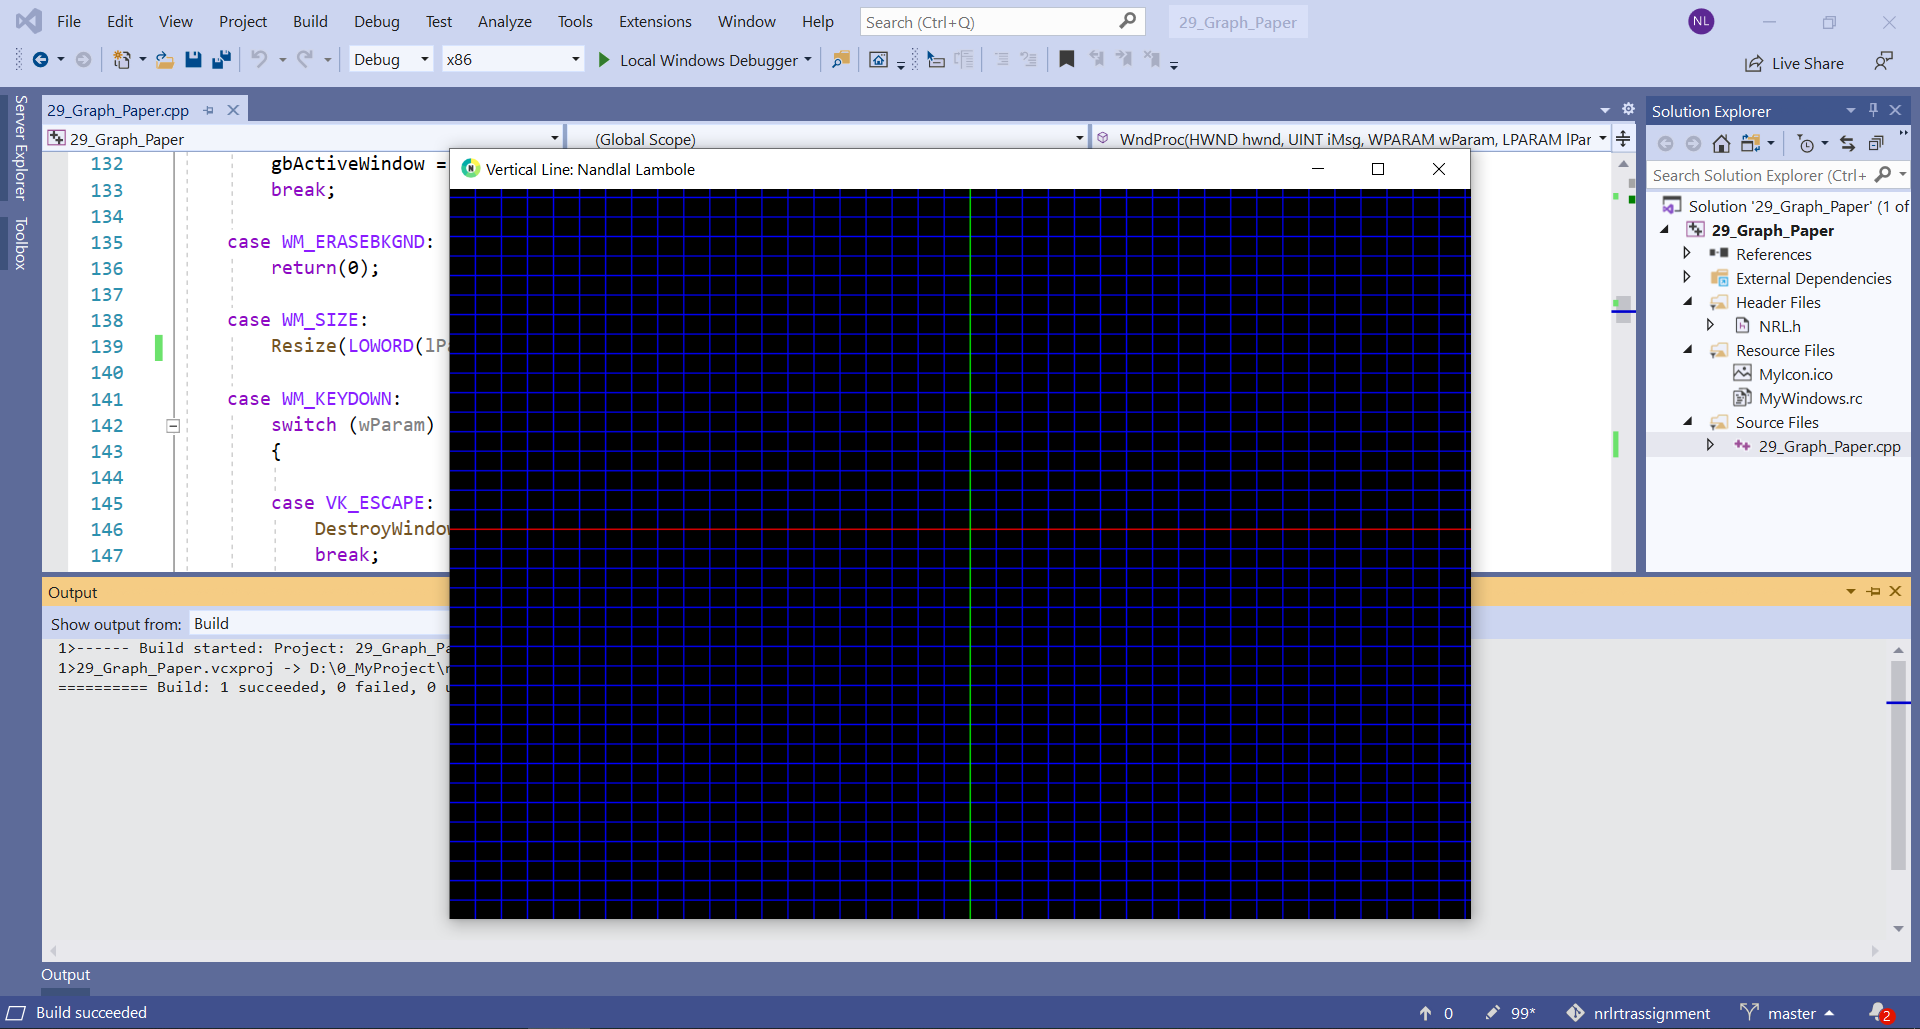 File Edit View Project Build Debug Test Analyze Tools Extensions Window Help Search (Ctrl+Q) 29_Graph_Paper NL
Debug x86 Local Windows Debugger Live Share
Server Explorer
Toolbox
29_Graph_Paper.cpp
29_Graph_Paper (Global Scope) WndProc(HWND hwnd, UINT iMsg, WPARAM wParam, LPARAM lPar
132 gbActiveWindow =
133 break;
134
135 case WM_ERASEBKGND:
136 return(0);
137
138 case WM_SIZE:
139 Resize(LOWORD(lPa
140
141 case WM_KEYDOWN:
142 switch (wParam)
143 {
144
145 case VK_ESCAPE:
146 DestroyWindow
147 break;
N Vertical Line: Nandlal Lambole
Solution Explorer
Search Solution Explorer (Ctrl+
Solution '29_Graph_Paper' (1 of
29_Graph_Paper
References
External Dependencies
Header Files
NRL.h
Resource Files
MyIcon.ico
MyWindows.rc
Source Files
29_Graph_Paper.cpp
Output
Show output from: Build
1>------ Build started: Project: 29_Graph_Pa
1>29_Graph_Paper.vcxproj -> D:\0_MyProject\
========== Build: 1 succeeded, 0 failed, 0 u
Output
Build succeeded 0 99* nrlrtrassignment master 2